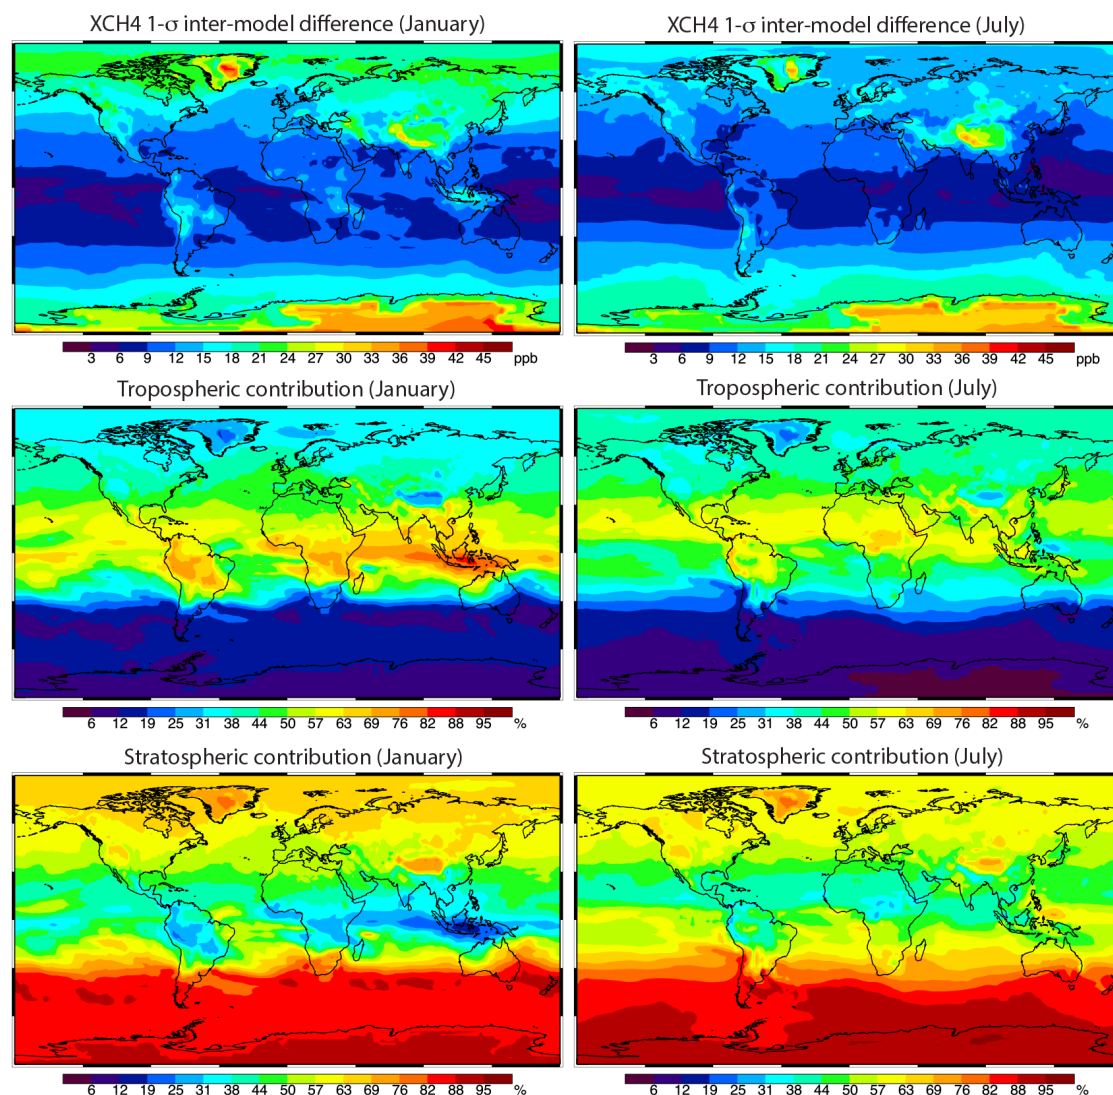 XCH4 1-σ inter-model difference (January)
XCH4 1-σ inter-model difference (July)
3 6 9 12 15 18 21 24 27 30 33 36 39 42 45 ppb
3 6 9 12 15 18 21 24 27 30 33 36 39 42 45 ppb
Tropospheric contribution (January)
Tropospheric contribution (July)
6 12 19 25 31 38 44 50 57 63 69 76 82 88 95 %
6 12 19 25 31 38 44 50 57 63 69 76 82 88 95 %
Stratospheric contribution (January)
Stratospheric contribution (July)
6 12 19 25 31 38 44 50 57 63 69 76 82 88 95 %
6 12 19 25 31 38 44 50 57 63 69 76 82 88 95 %